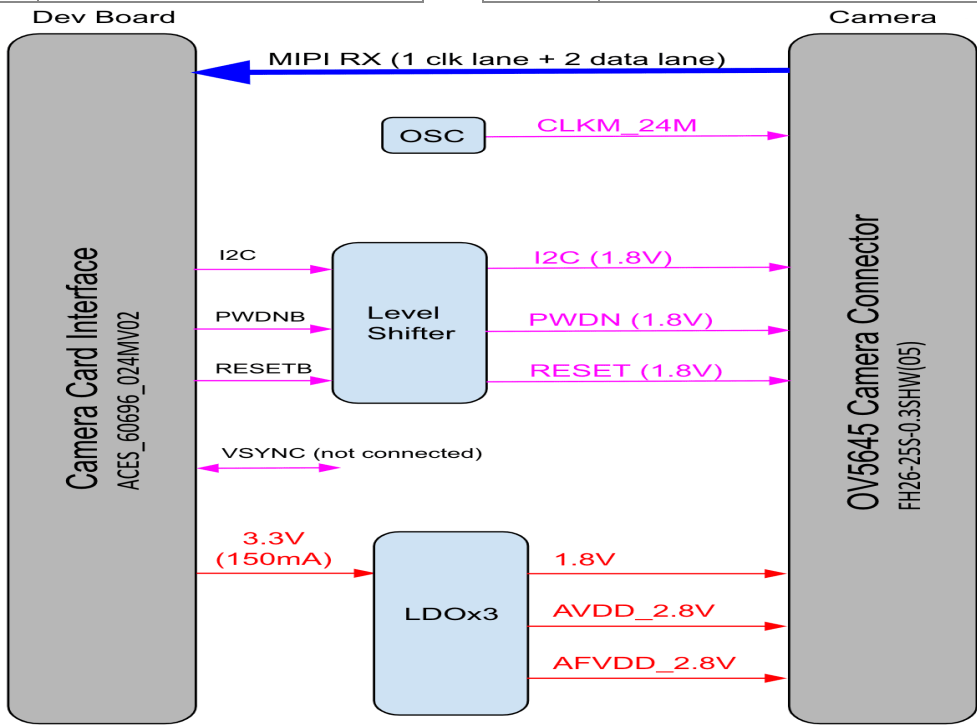 Dev Board
Camera
MIPI RX (1 clk lane + 2 data lane)
OSC
CLKM_24M
Camera Card Interface
ACES_60696_024MV02
I2C
PWDNB
RESETB
Level
Shifter
I2C (1.8V)
PWDN (1.8V)
RESET (1.8V)
OV5645 Camera Connector
FH26-25S-0.3SHW(05)
VSYNC (not connected)
3.3V
(150mA)
LDOx3
1.8V
AVDD_2.8V
AFVDD_2.8V